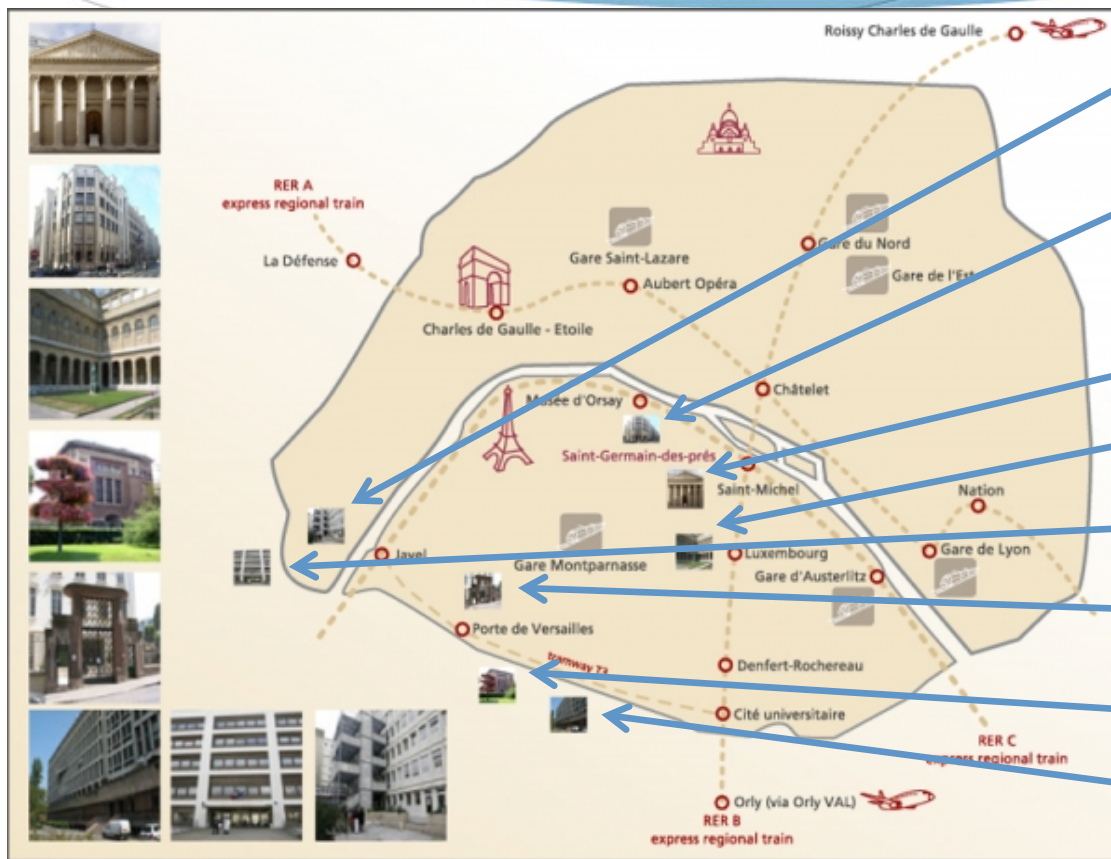 Roissy Charles de Gaulle
RER A
express regional train
La Défense
Gare Saint-Lazare
Gare du Nord
Gare de l'Est
Aubert Opéra
Charles de Gaulle - Etoile
Châtelet
Musée d'Orsay
Saint-Germain-des-prés
Saint-Michel
Nation
Javel
Gare Montparnasse
Luxembourg
Gare de Lyon
Gare d'Austerlitz
Porte de Versailles
tramway T3
Denfert-Rochereau
Cité universitaire
RER C
express regional train
Orly (via Orly VAL)
RER B
express regional train